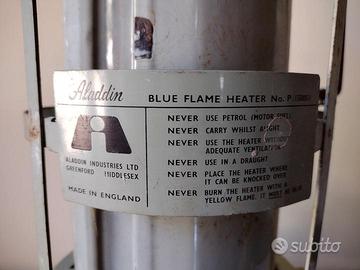 Aladdin
BLUE FLAME HEATER No. P
NEVER USE PETROL (MOTOR FUEL)
NEVER CARRY WHILST ALIGHT
NEVER USE THE HEATER WITHOUT
ADEQUATE VENTILATION
NEVER USE IN A DRAUGHT
NEVER PLACE THE HEATER WHERE
IT CAN BE KNOCKED OVER
NEVER BURN THE HEATER WITH A
YELLOW FLAME. IT MUST BE BLUE
ALADDIN INDUSTRIES LTD
GREENFORD MIDDLESEX
MADE IN ENGLAND
subito